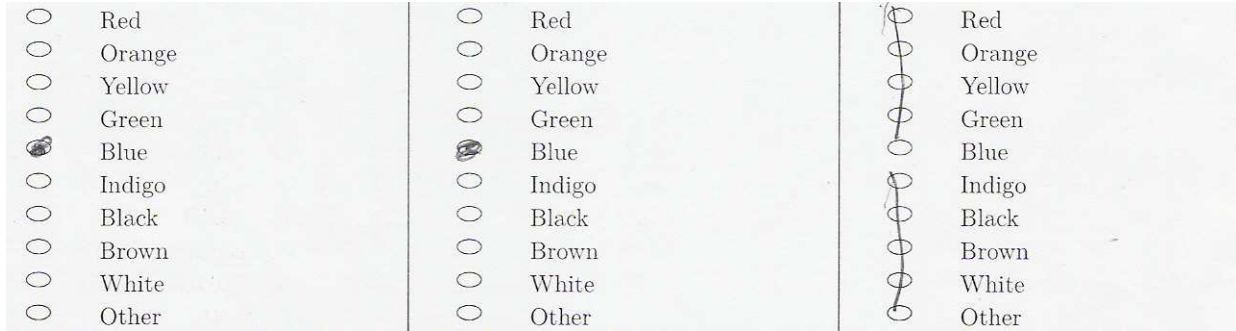 Red Red Red
Orange Orange Orange
Yellow Yellow Yellow
Green Green Green
Blue Blue Blue
Indigo Indigo Indigo
Black Black Black
Brown Brown Brown
White White White
Other Other Other